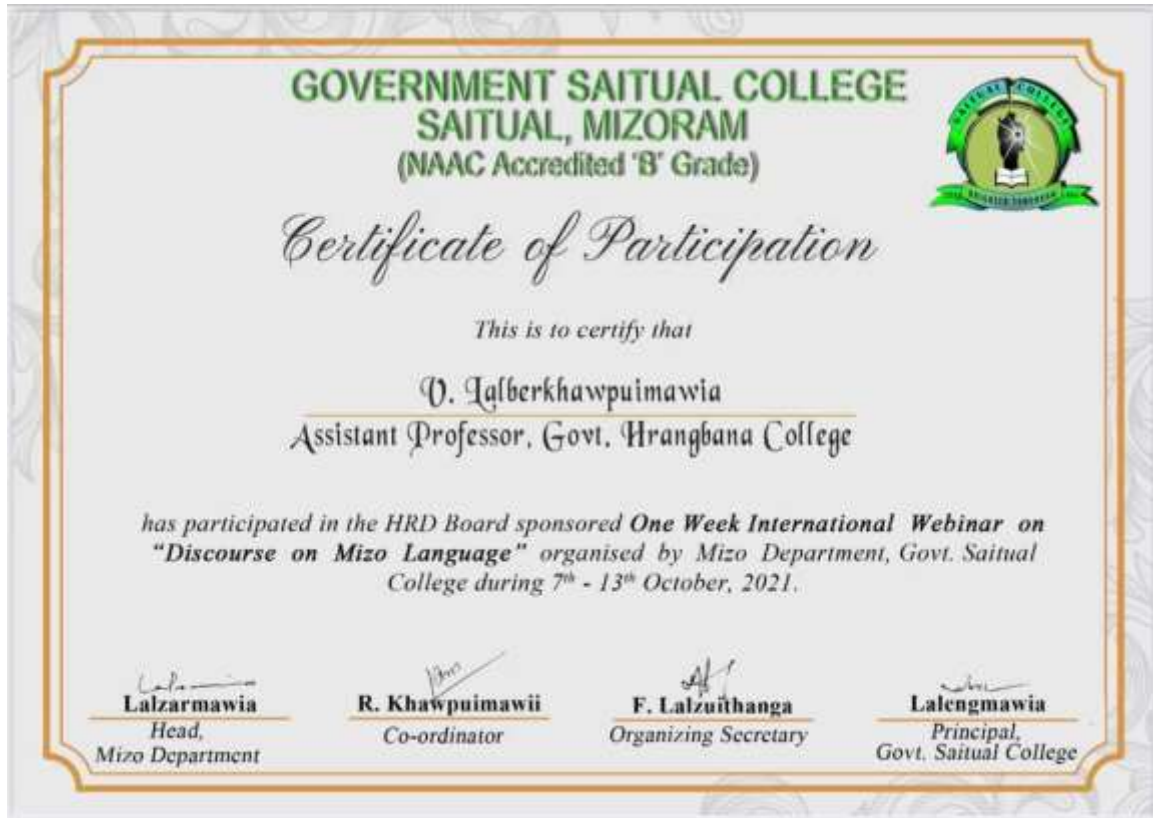 GOVERNMENT SAITUAL COLLEGE
SAITUAL, MIZORAM
(NAAC Accredited 'B' Grade)
SAITUAL COLLEGE
Certificate of Participation
This is to certify that
V. Lalberkhawpuimawia
Assistant Professor, Govt. Hrangbana College
has participated in the HRD Board sponsored One Week International Webinar on
"Discourse on Mizo Language" organised by Mizo Department, Govt. Saitual
College during 7th - 13th October, 2021.
Lalzarmawia
Head,
Mizo Department
R. Khawpuimawii
Co-ordinator
F. Lalzuithanga
Organizing Secretary
Lalengmawia
Principal,
Govt. Saitual College